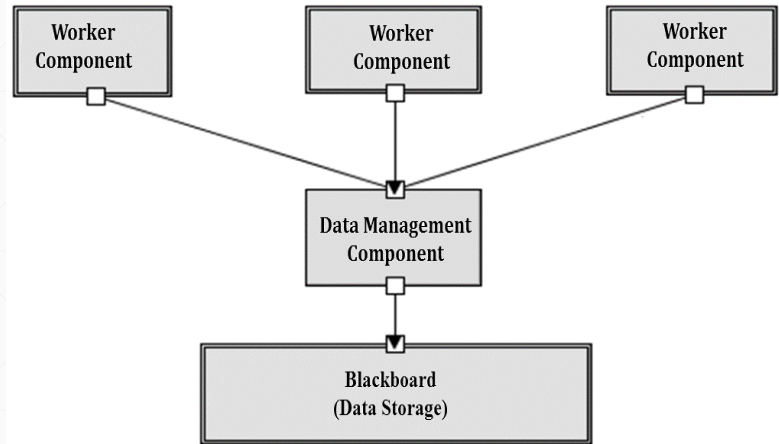 Worker
Component
Worker
Component
Worker
Component
Data Management
Component
Blackboard
(Data Storage)